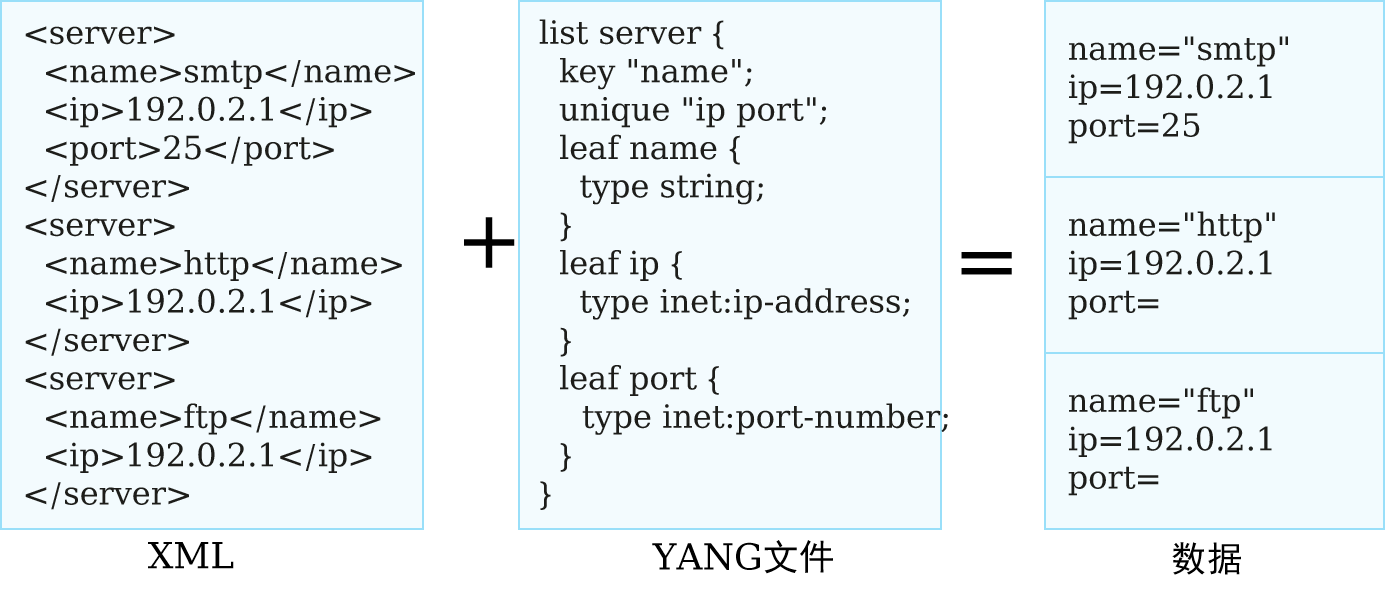 <server>
  <name>smtp</name>
  <ip>192.0.2.1</ip>
  <port>25</port>
</server>
<server>
  <name>http</name>
  <ip>192.0.2.1</ip>
</server>
<server>
  <name>ftp</name>
  <ip>192.0.2.1</ip>
</server>
XML
+
list server {
  key "name";
  unique "ip port";
  leaf name {
    type string;
  }
  leaf ip {
    type inet:ip-address;
  }
  leaf port {
    type inet:port-number;
  }
}
YANG文件
=
name="smtp"
ip=192.0.2.1
port=25
name="http"
ip=192.0.2.1
port=
name="ftp"
ip=192.0.2.1
port=
数据